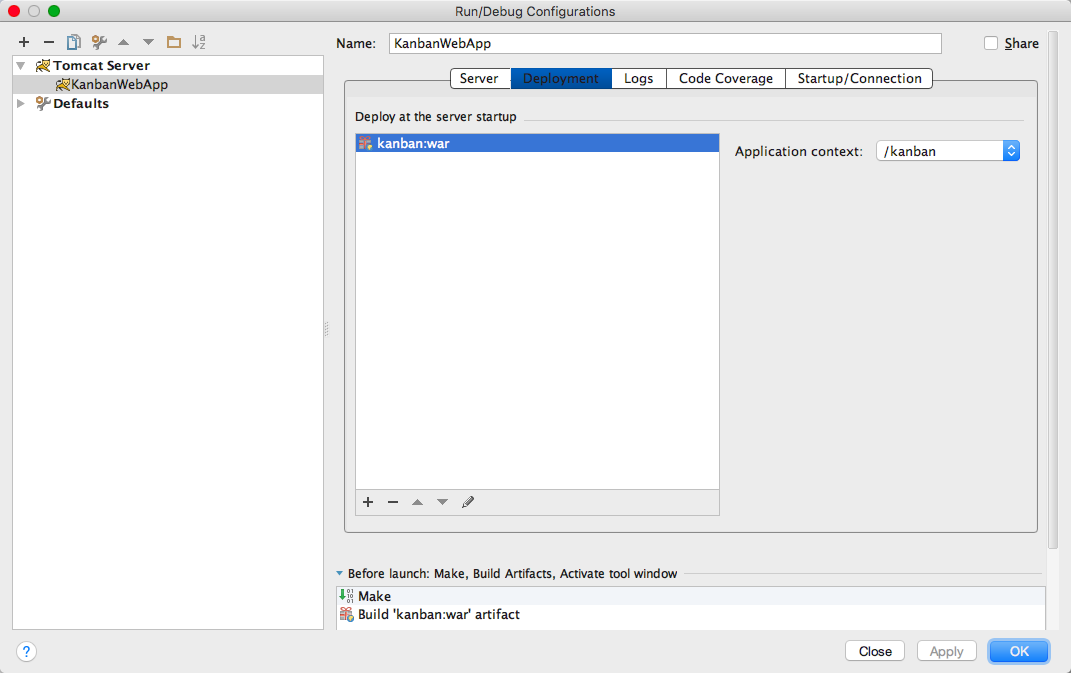 Run/Debug Configurations
Name: KanbanWebApp Share
Tomcat Server
KanbanWebApp
Defaults
Server Deployment Logs Code Coverage Startup/Connection
Deploy at the server startup
kanban:war
Application context: /kanban
Before launch: Make, Build Artifacts, Activate tool window
Make
Build 'kanban:war' artifact
? Close Apply OK